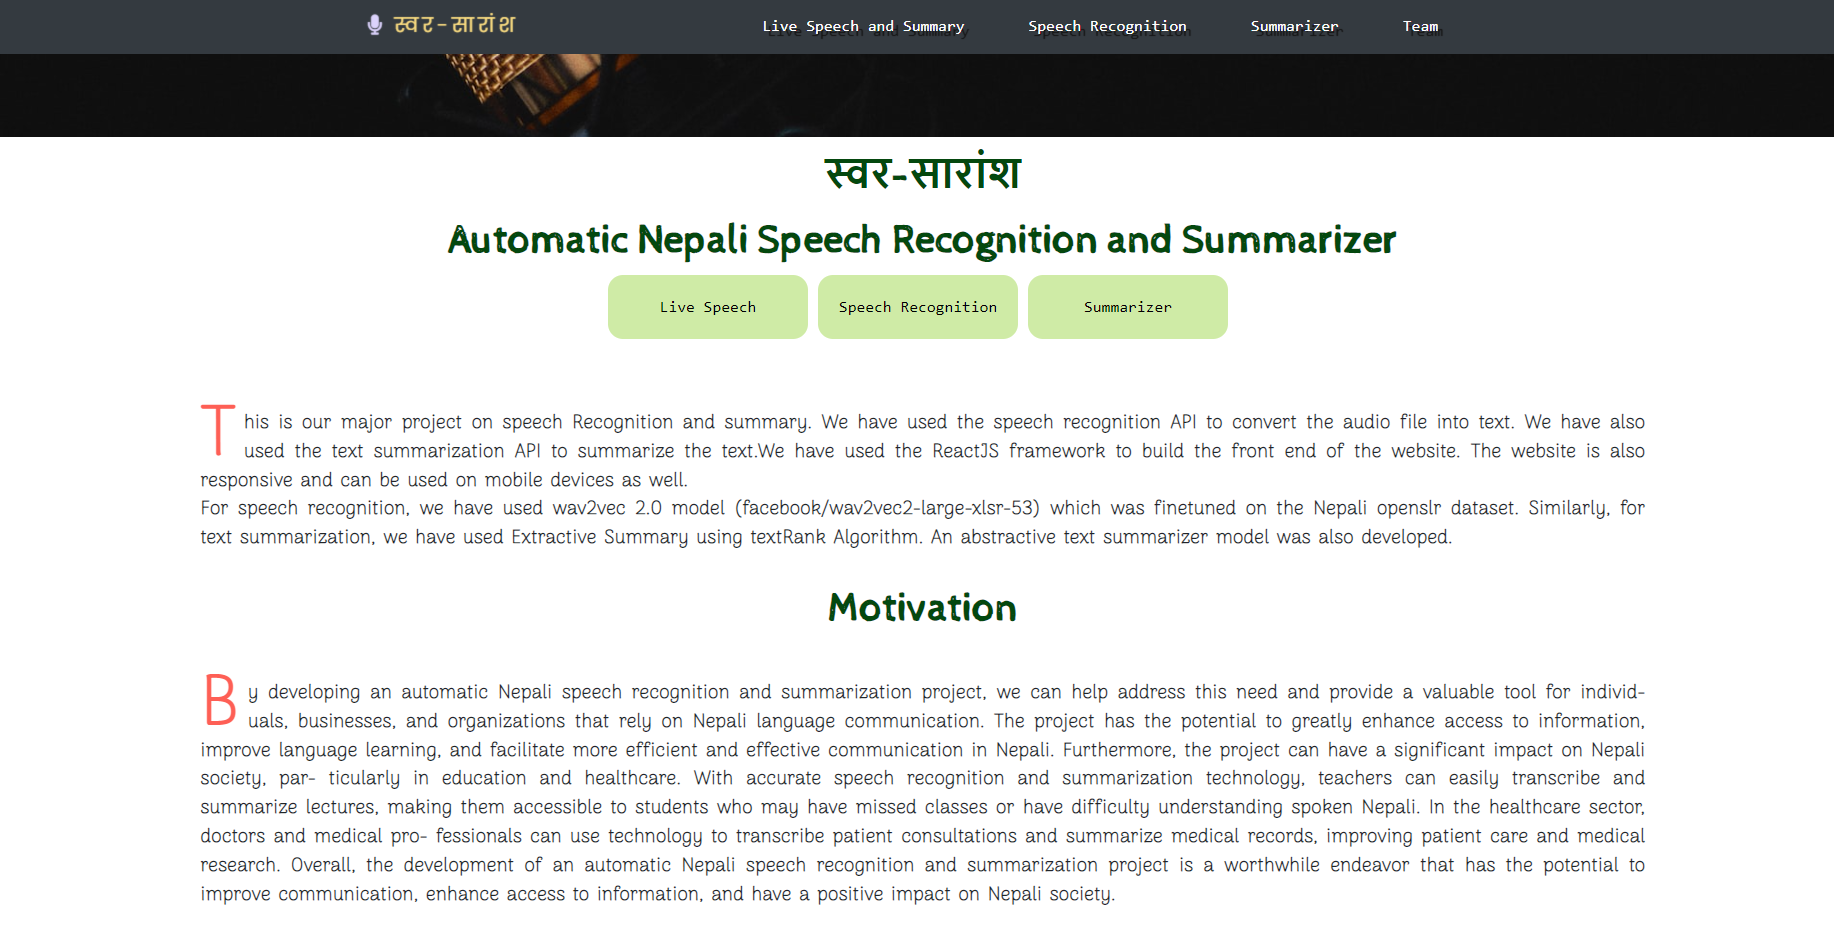 स्वर-सारांश
Live Speech and Summary
Speech Recognition
Summarizer
Team
स्वर-सारांश
Automatic Nepali Speech Recognition and Summarizer
Live Speech
Speech Recognition
Summarizer
This is our major project on speech Recognition and summary. We have used the speech recognition API to convert the audio file into text. We have also
used the text summarization API to summarize the text.We have used the ReactJS framework to build the front end of the website. The website is also
responsive and can be used on mobile devices as well.
For speech recognition, we have used wav2vec 2.0 model (facebook/wav2vec2-large-xlsr-53) which was finetuned on the Nepali openslr dataset. Similarly, for
text summarization, we have used Extractive Summary using textRank Algorithm. An abstractive text summarizer model was also developed.
Motivation
By developing an automatic Nepali speech recognition and summarization project, we can help address this need and provide a valuable tool for individ-
uals, businesses, and organizations that rely on Nepali language communication. The project has the potential to greatly enhance access to information,
improve language learning, and facilitate more efficient and effective communication in Nepali. Furthermore, the project can have a significant impact on Nepali
society, par- ticularly in education and healthcare. With accurate speech recognition and summarization technology, teachers can easily transcribe and
summarize lectures, making them accessible to students who may have missed classes or have difficulty understanding spoken Nepali. In the healthcare sector,
doctors and medical pro- fessionals can use technology to transcribe patient consultations and summarize medical records, improving patient care and medical
research. Overall, the development of an automatic Nepali speech recognition and summarization project is a worthwhile endeavor that has the potential to
improve communication, enhance access to information, and have a positive impact on Nepali society.